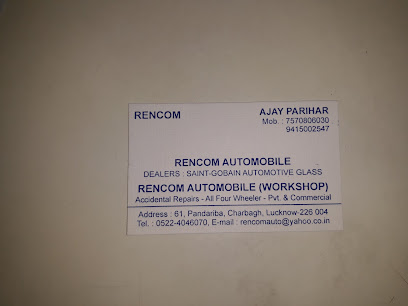 RENCOM
AJAY PARIHAR
Mob. : 7570806030
9415002547
RENCOM AUTOMOBILE
DEALERS : SAINT-GOBAIN AUTOMOTIVE GLASS
RENCOM AUTOMOBILE (WORKSHOP)
Accidental Repairs - All Four Wheeler - Pvt. & Commercial
Address : 61, Pandariba, Charbagh, Lucknow-226 004
Tel. : 0522-4046070, E-mail : rencomauto@yahoo.co.in